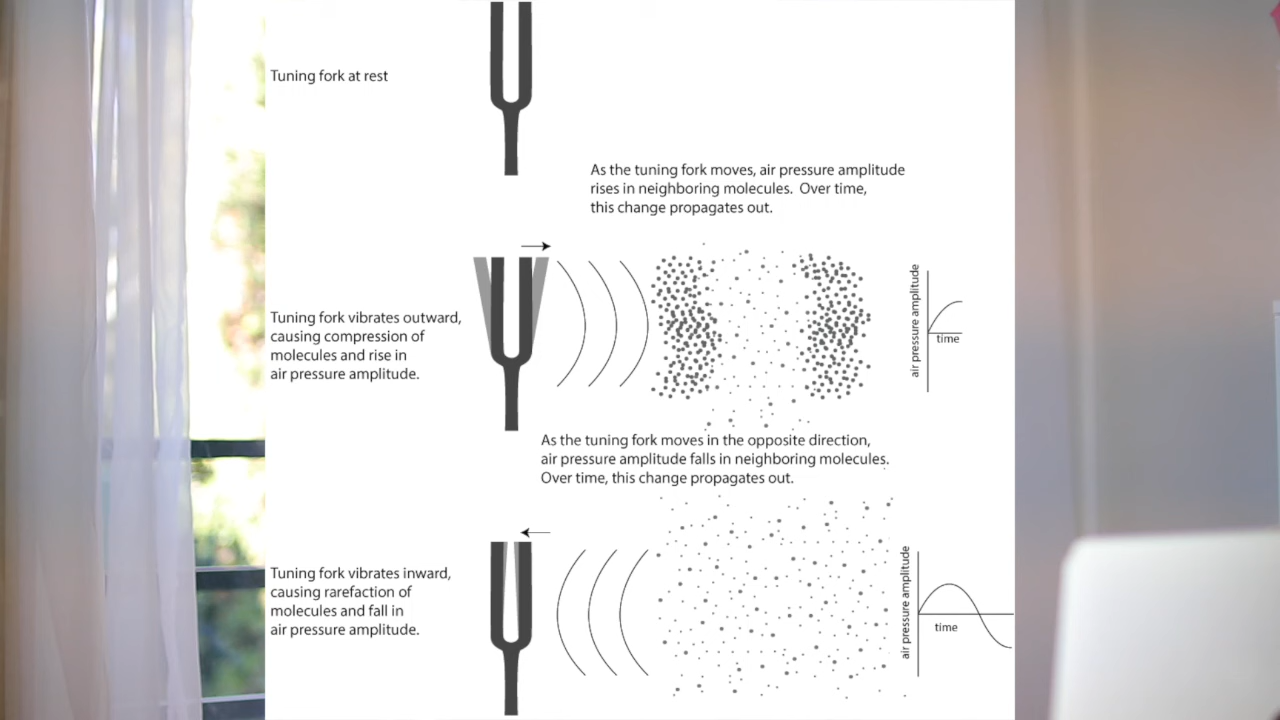 Tuning fork at rest
As the tuning fork moves, air pressure amplitude
rises in neighboring molecules. Over time,
this change propagates out.
Tuning fork vibrates outward,
causing compression of
molecules and rise in
air pressure amplitude.
air pressure amplitude
time
As the tuning fork moves in the opposite direction,
air pressure amplitude falls in neighboring molecules.
Over time, this change propagates out.
Tuning fork vibrates inward,
causing rarefaction of
molecules and fall in
air pressure amplitude.
air pressure amplitude
time